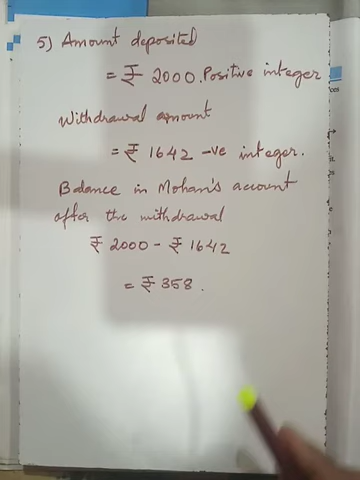 5) Amount deposited
= ₹ 2000. Positive integer
Withdrawal amount
= ₹ 1642 -ve integer.
Balance in Mohan's account
after the withdrawal
₹ 2000 - ₹ 1642
= ₹ 358.